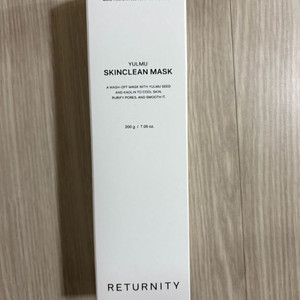 YULMU
SKINCLEAN MASK
A WASH-OFF MASK WITH YULMU SEED
AND KAOLIN TO COOL SKIN,
PURIFY PORES, AND SMOOTH IT.
200 g / 7.05 oz
RETURNITY